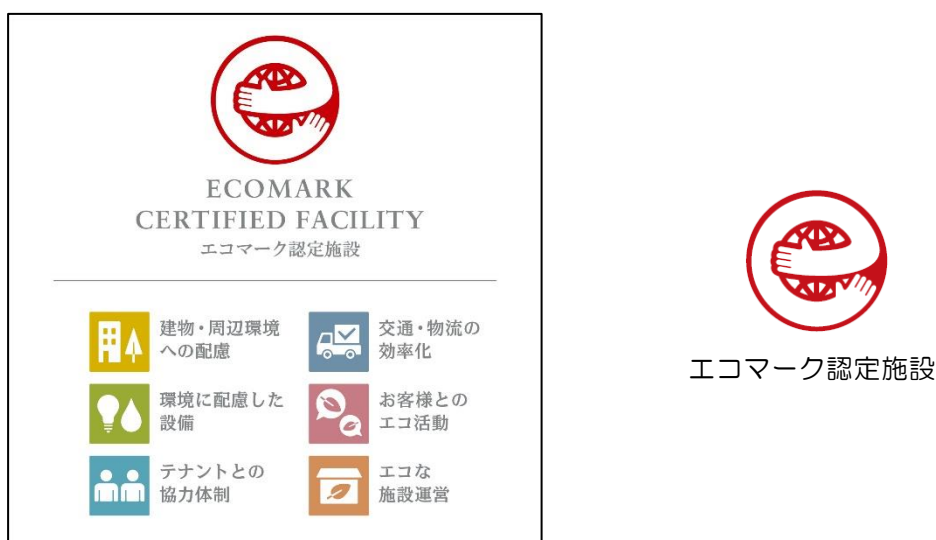 ECOMARK
CERTIFIED FACILITY
エコマーク認定施設
建物・周辺環境
への配慮
交通・物流の
効率化
環境に配慮した
設備
お客様との
エコ活動
テナントとの
協力体制
エコな
施設運営
エコマーク認定施設